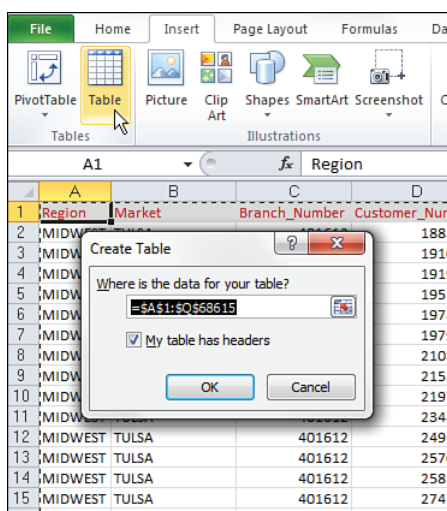 File Home Insert Page Layout Formulas Da
PivotTable Table Picture Clip Art Shapes SmartArt Screenshot C
Tables Illustrations
A1 fx Region
A B C D
1 Region Market Branch_Number Customer_Num
2 MIDWEST TULSA 401612 188
3 MIDW 191
4 MIDW 191
5 MIDW 195
6 MIDW 197
7 MIDW 197
8 MIDW 210
9 MIDW 215
10 MIDW 219
11 MIDW 234
12 MIDWEST TULSA 401612 249
13 MIDWEST TULSA 401612 257
14 MIDWEST TULSA 401612 258
15 MIDWEST TULSA 401612 274
Create Table
Where is the data for your table?
=$A$1:$Q$68615
My table has headers
OK Cancel